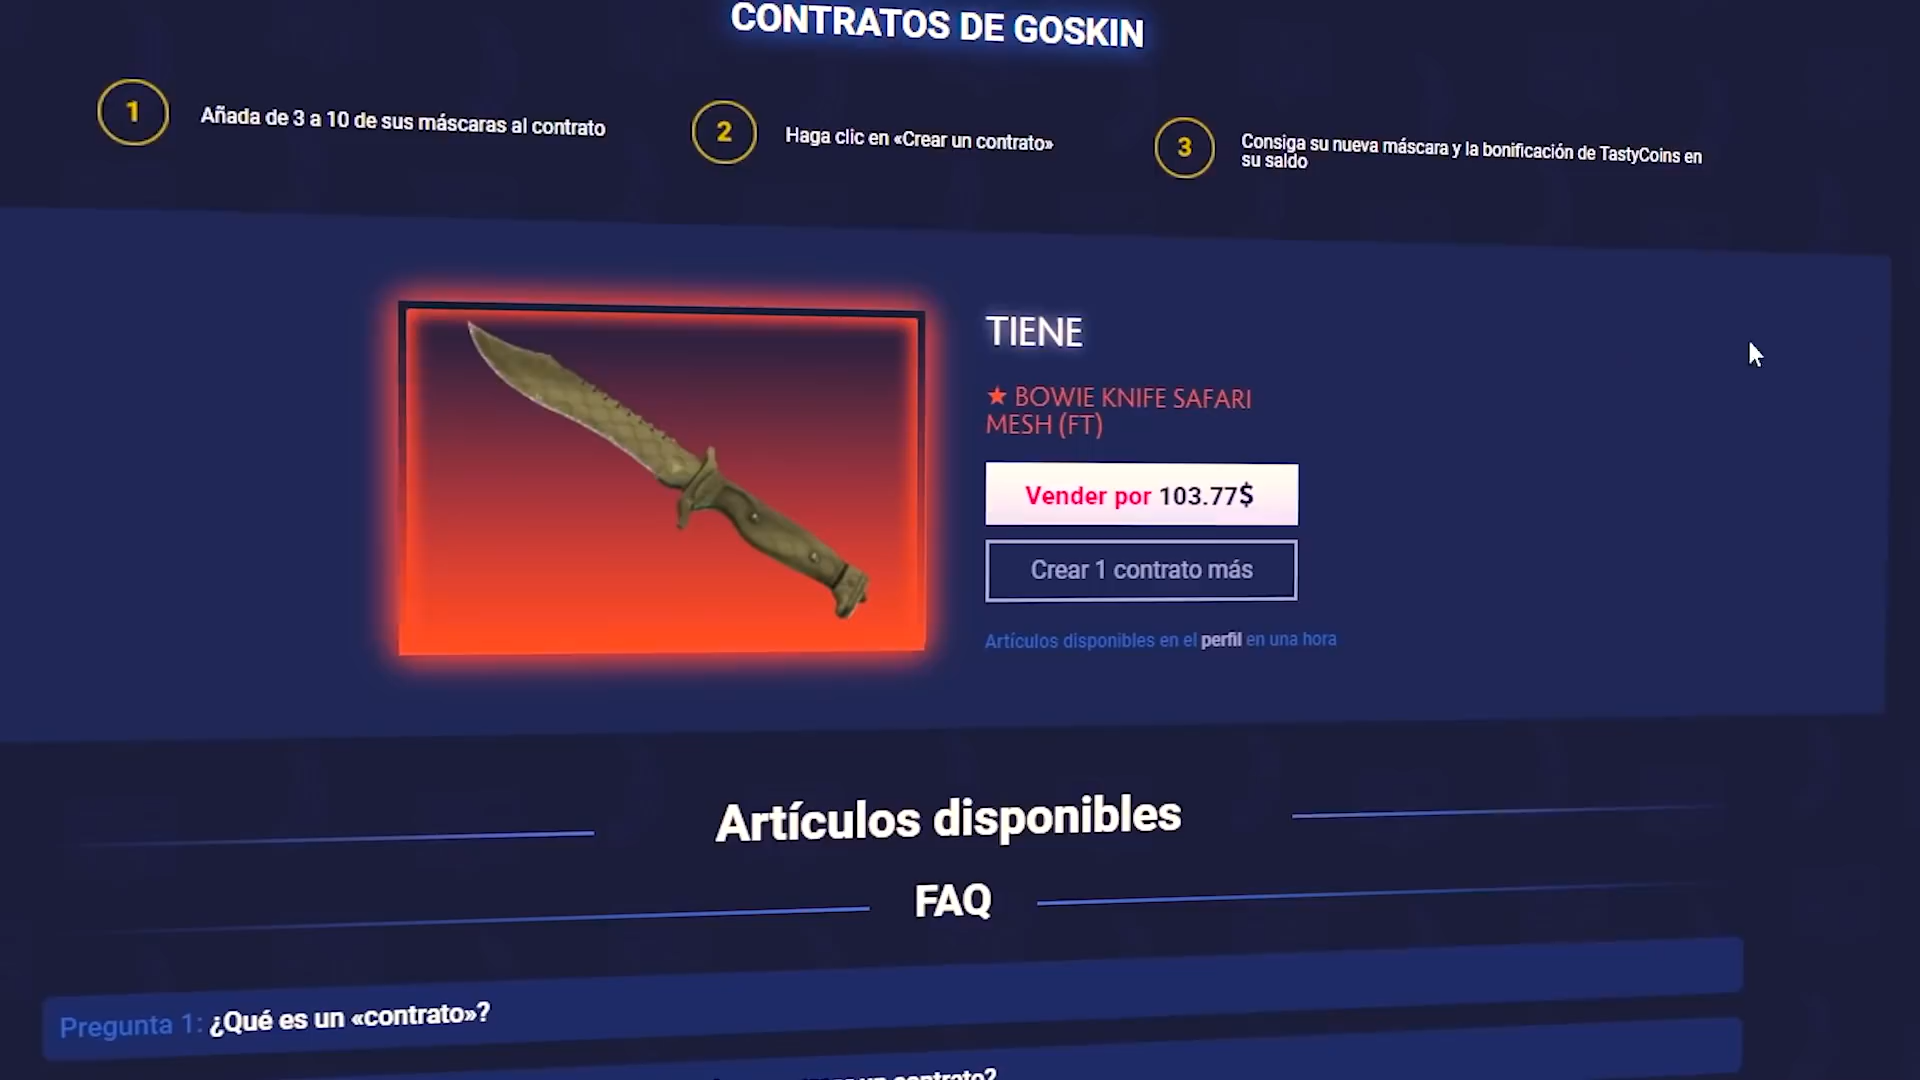 CONTRATOS DE GOSKIN
1
Añada de 3 a 10 de sus máscaras al contrato
2
Haga clic en «Crear un contrato»
3
Consiga su nueva máscara y la bonificación de TastyCoins en
su saldo
TIENE
★ BOWIE KNIFE SAFARI
MESH (FT)
Vender por 103.77$
Crear 1 contrato más
Artículos disponibles en el perfil en una hora
Artículos disponibles
FAQ
Pregunta 1: ¿Qué es un «contrato»?
un contrato?